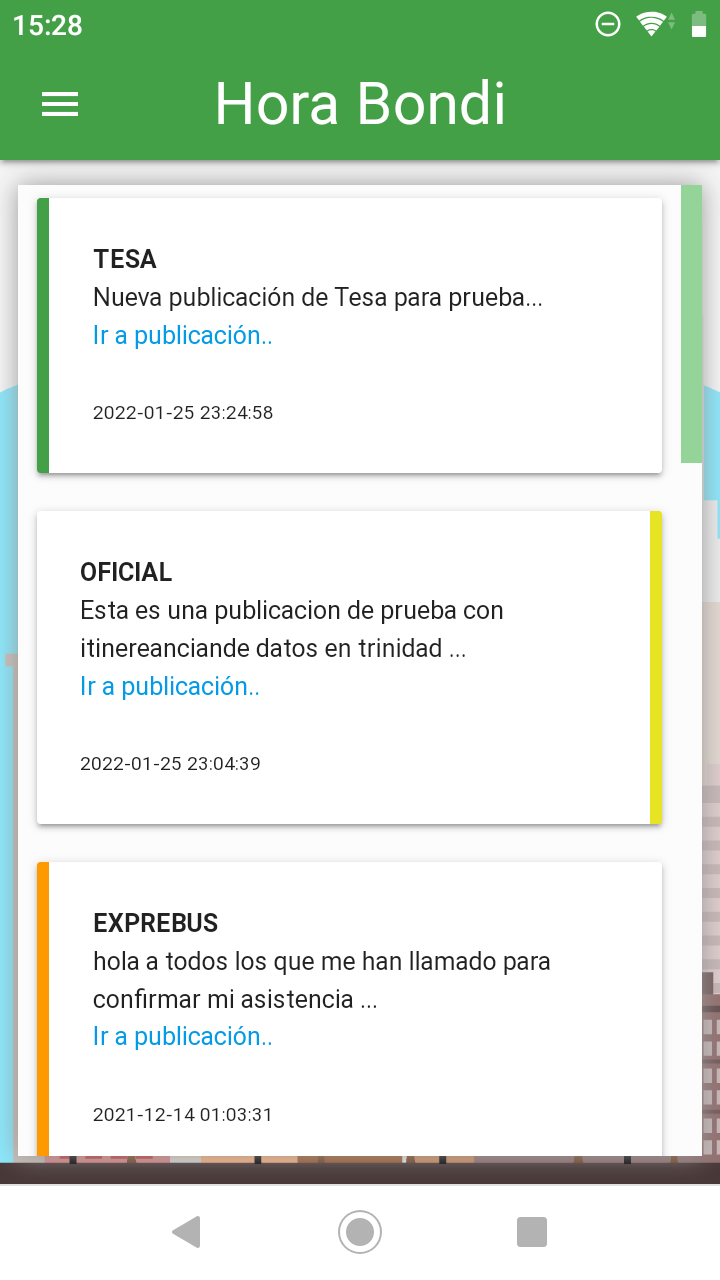 15:28
Hora Bondi
TESA
Nueva publicación de Tesa para prueba...
Ir a publicación..
2022-01-25 23:24:58
OFICIAL
Esta es una publicacion de prueba con
itinereanciande datos en trinidad ...
Ir a publicación..
2022-01-25 23:04:39
EXPREBUS
hola a todos los que me han llamado para
confirmar mi asistencia ...
Ir a publicación..
2021-12-14 01:03:31